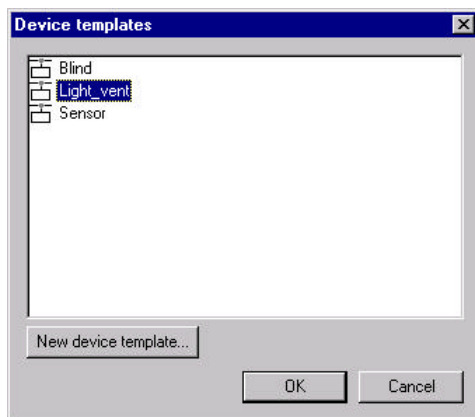 Device templates
Blind
Light_vent
Sensor
New device template...
OK
Cancel